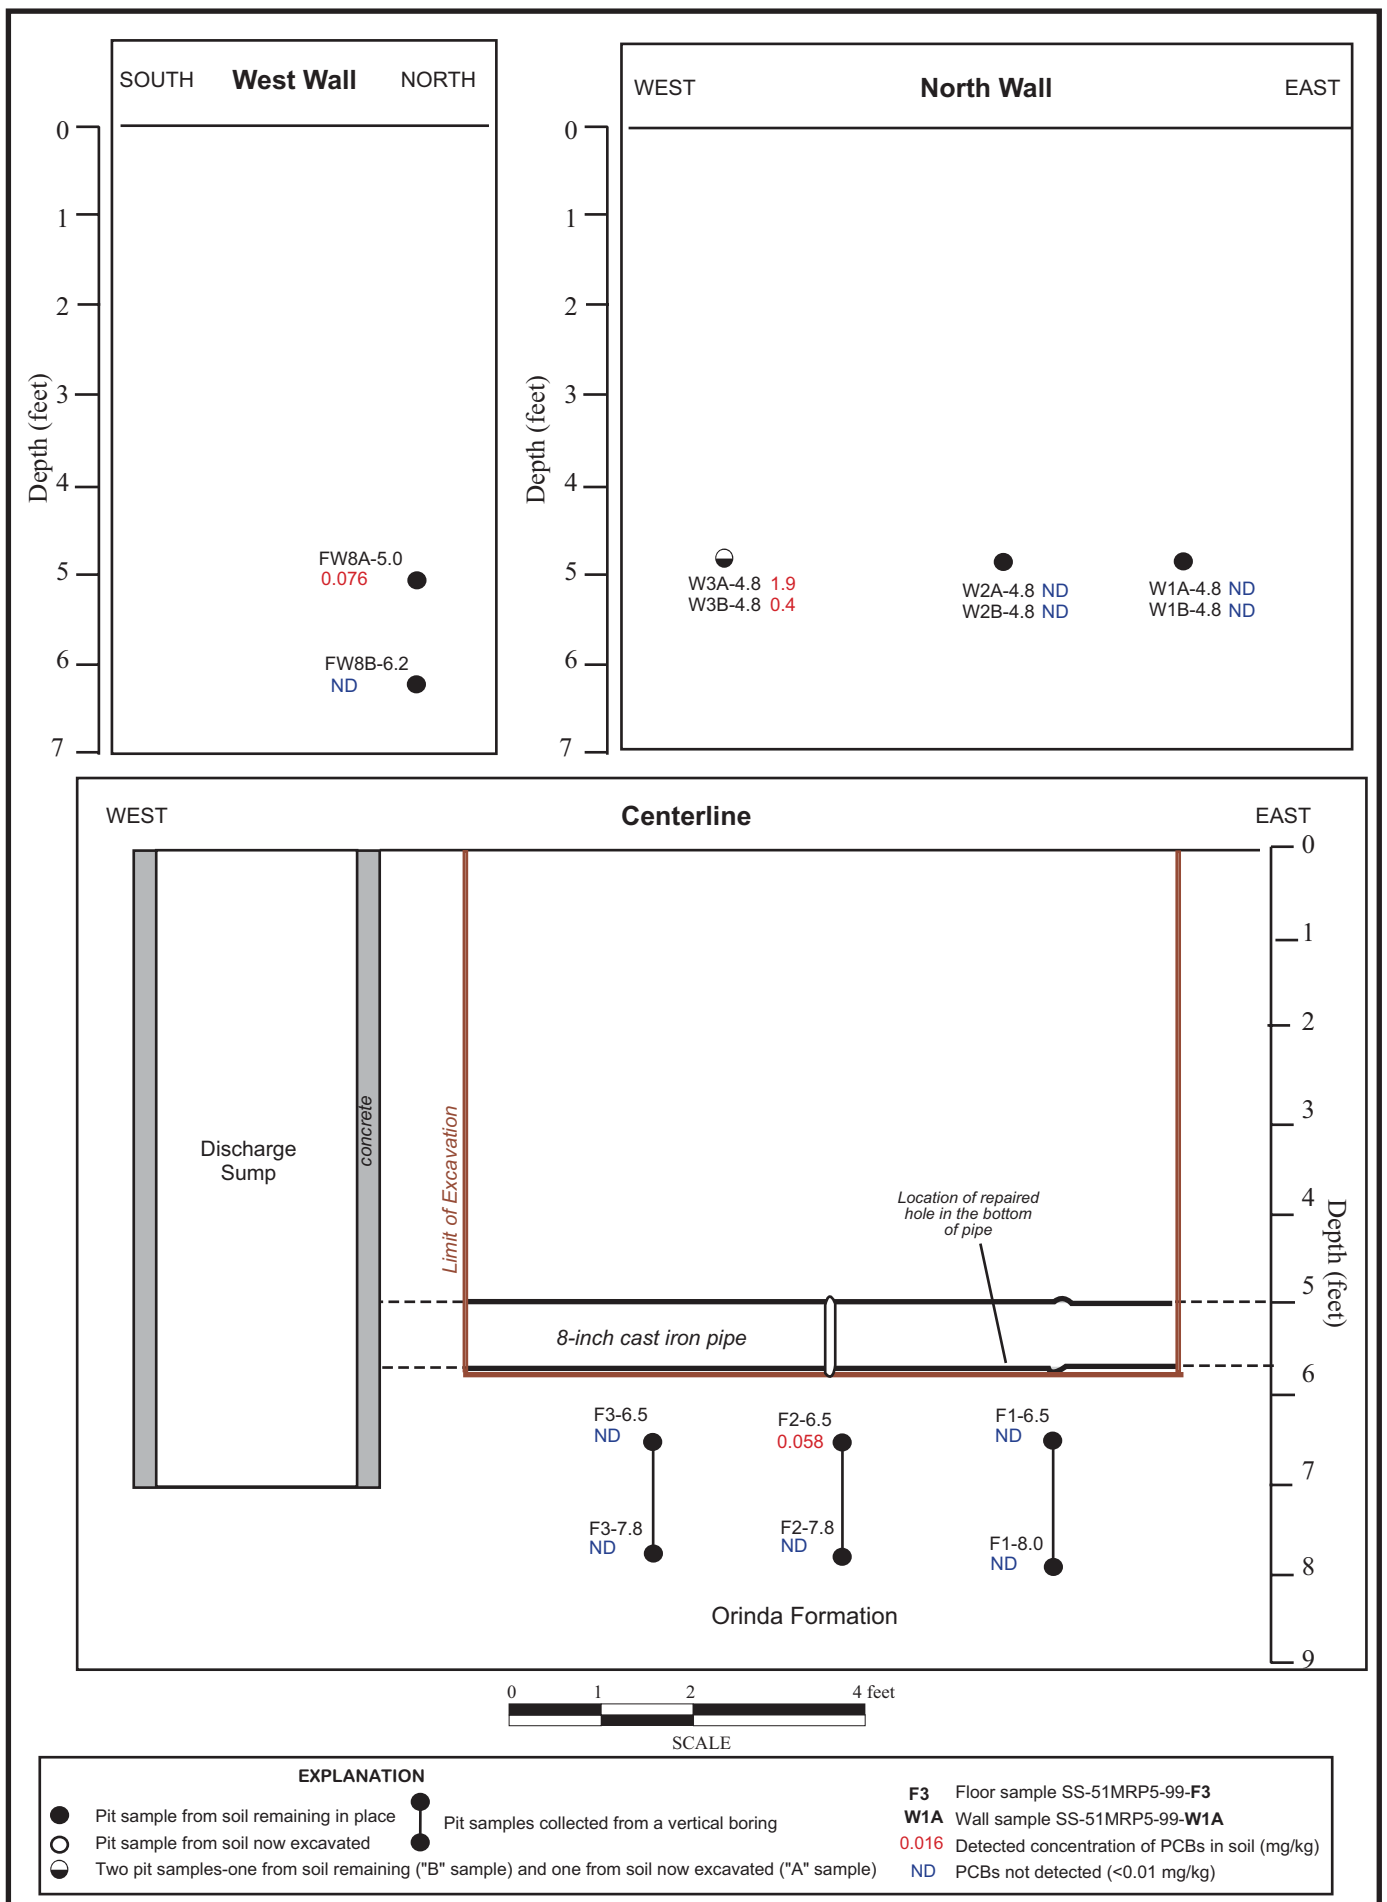 SOUTH West Wall NORTH
0
1
2
3
4
5
6
7
Depth (feet)
FW8A-5.0
0.076
FW8B-6.2
ND
WEST North Wall EAST
0
1
2
3
4
5
6
7
Depth (feet)
W3A-4.8 1.9
W3B-4.8 0.4
W2A-4.8 ND
W2B-4.8 ND
W1A-4.8 ND
W1B-4.8 ND
WEST Centerline EAST
0
1
2
3
4
5
6
7
8
9
Depth (feet)
Discharge
Sump
concrete
Limit of Excavation
Location of repaired
hole in the bottom
of pipe
8-inch cast iron pipe
F3-6.5
ND
F2-6.5
0.058
F1-6.5
ND
F3-7.8
ND
F2-7.8
ND
F1-8.0
ND
Orinda Formation
0 1 2 4 feet
SCALE
EXPLANATION
Pit sample from soil remaining in place
Pit sample from soil now excavated
Two pit samples-one from soil remaining ("B" sample) and one from soil now excavated ("A" sample)
Pit samples collected from a vertical boring
F3 Floor sample SS-51MRP5-99-F3
W1A Wall sample SS-51MRP5-99-W1A
0.016 Detected concentration of PCBs in soil (mg/kg)
ND PCBs not detected (<0.01 mg/kg)